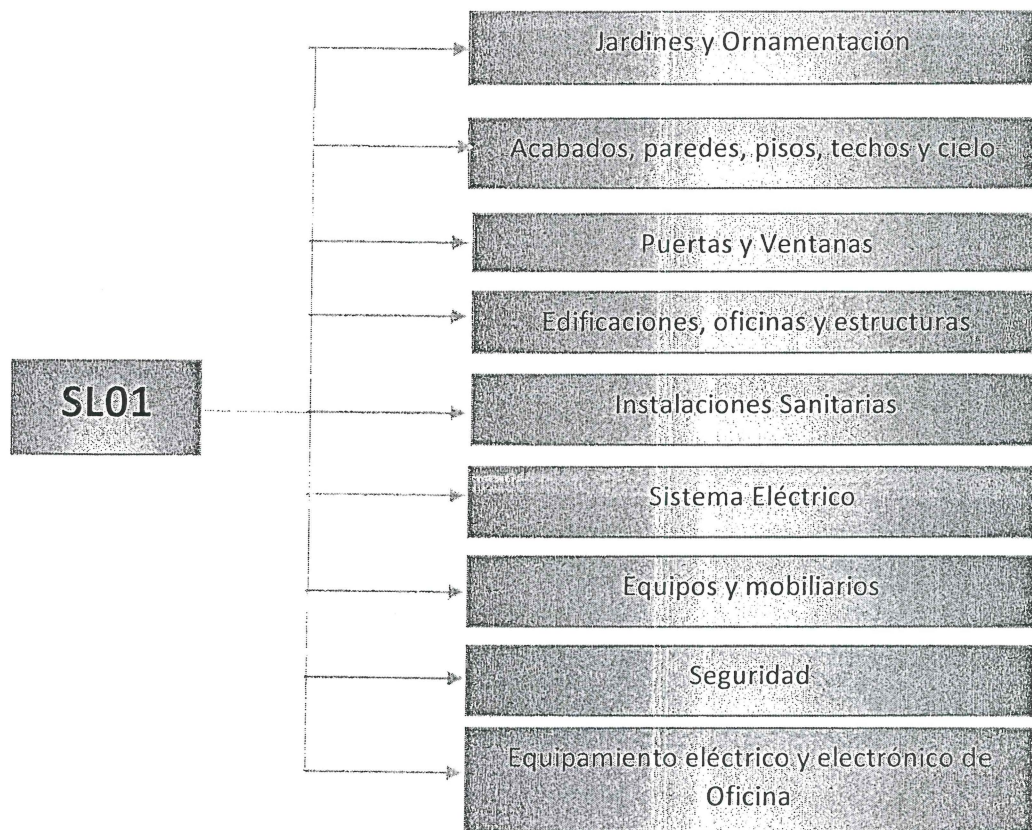 Jardines y Ornamentación
Acabados, paredes, pisos, techos y cielo
Puertas y Ventanas
Edificaciones, oficinas y estructuras
SL01
Instalaciones Sanitarias
Sistema Eléctrico
Equipos y mobiliarios
Seguridad
Equipamiento eléctrico y electrónico de
Oficina